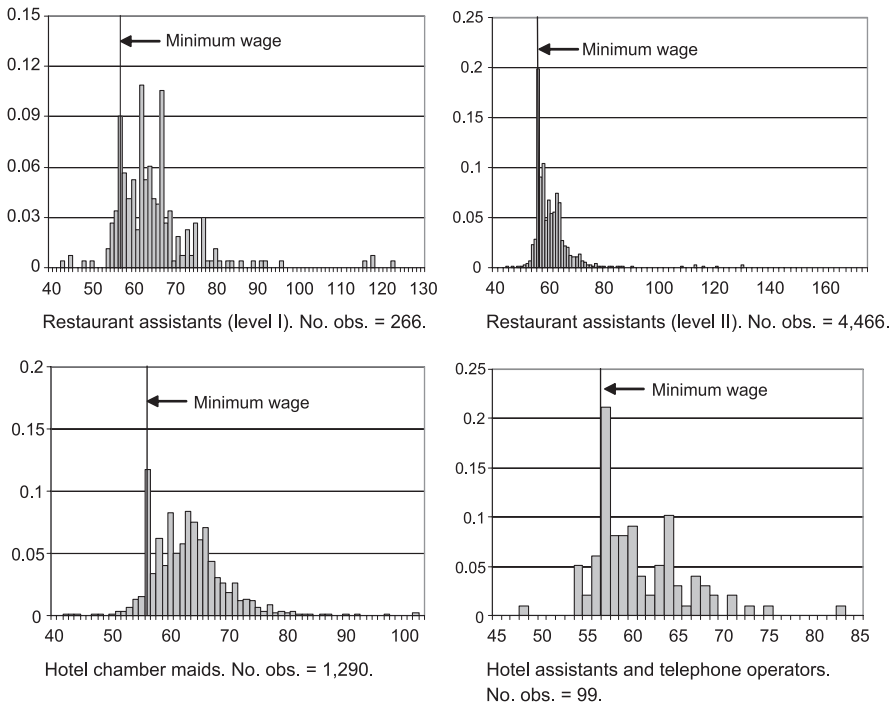 0.15
0.12
0.09
0.06
0.03
0
Minimum wage
40 50 60 70 80 90 100 110 120 130
Restaurant assistants (level I). No. obs. = 266.
0.25
0.2
0.15
0.1
0.05
0
Minimum wage
40 60 80 100 120 140 160
Restaurant assistants (level II). No. obs. = 4,466.
0.2
0.15
0.1
0.05
0
Minimum wage
40 50 60 70 80 90 100
Hotel chamber maids. No. obs. = 1,290.
0.25
0.2
0.15
0.1
0.05
0
Minimum wage
45 50 55 60 65 70 75 80 85
Hotel assistants and telephone operators.
No. obs. = 99.